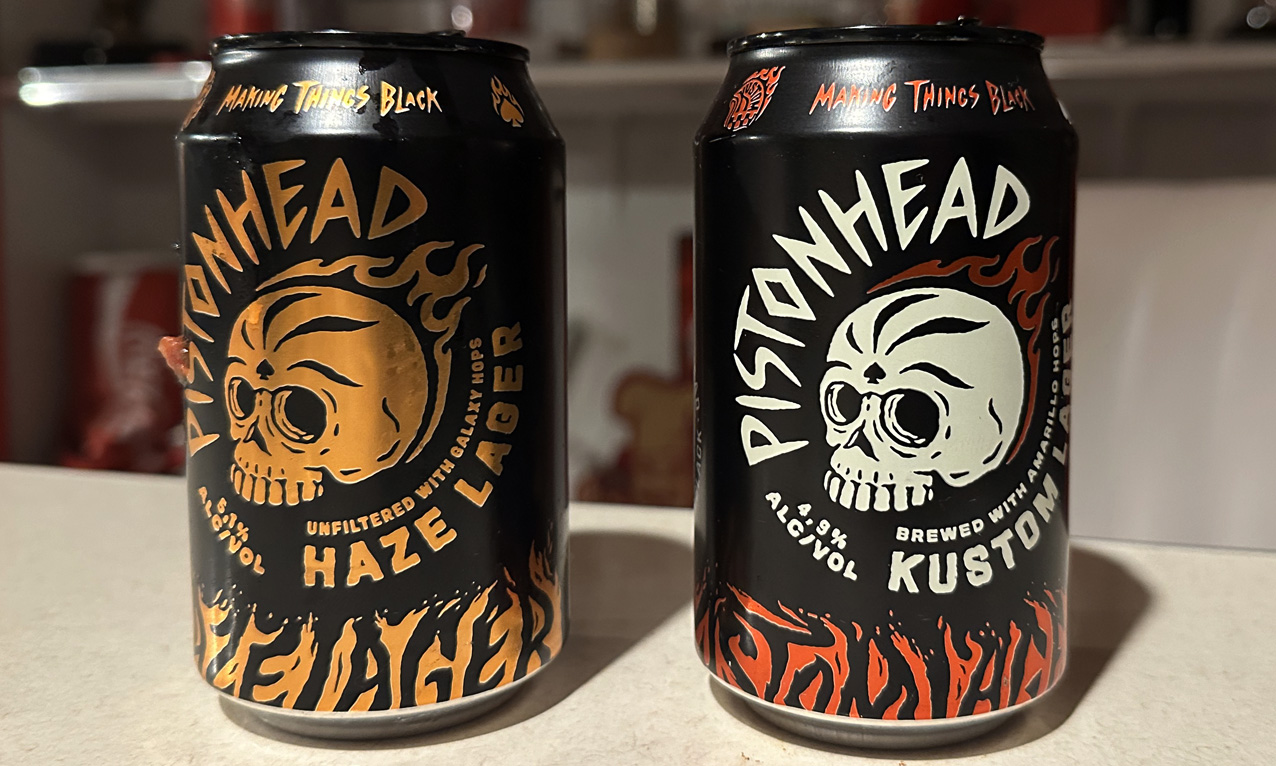 MAKING THINGS BLACK
PISTONHEAD
5,1%
ALC/VOL
UNFILTERED WITH GALAXY HOPS
HAZE LAGER
MAKING THINGS BLACK
PISTONHEAD
4,9%
ALC/VOL
BREWED WITH AMARILLO HOPS
KUSTOM LAGER